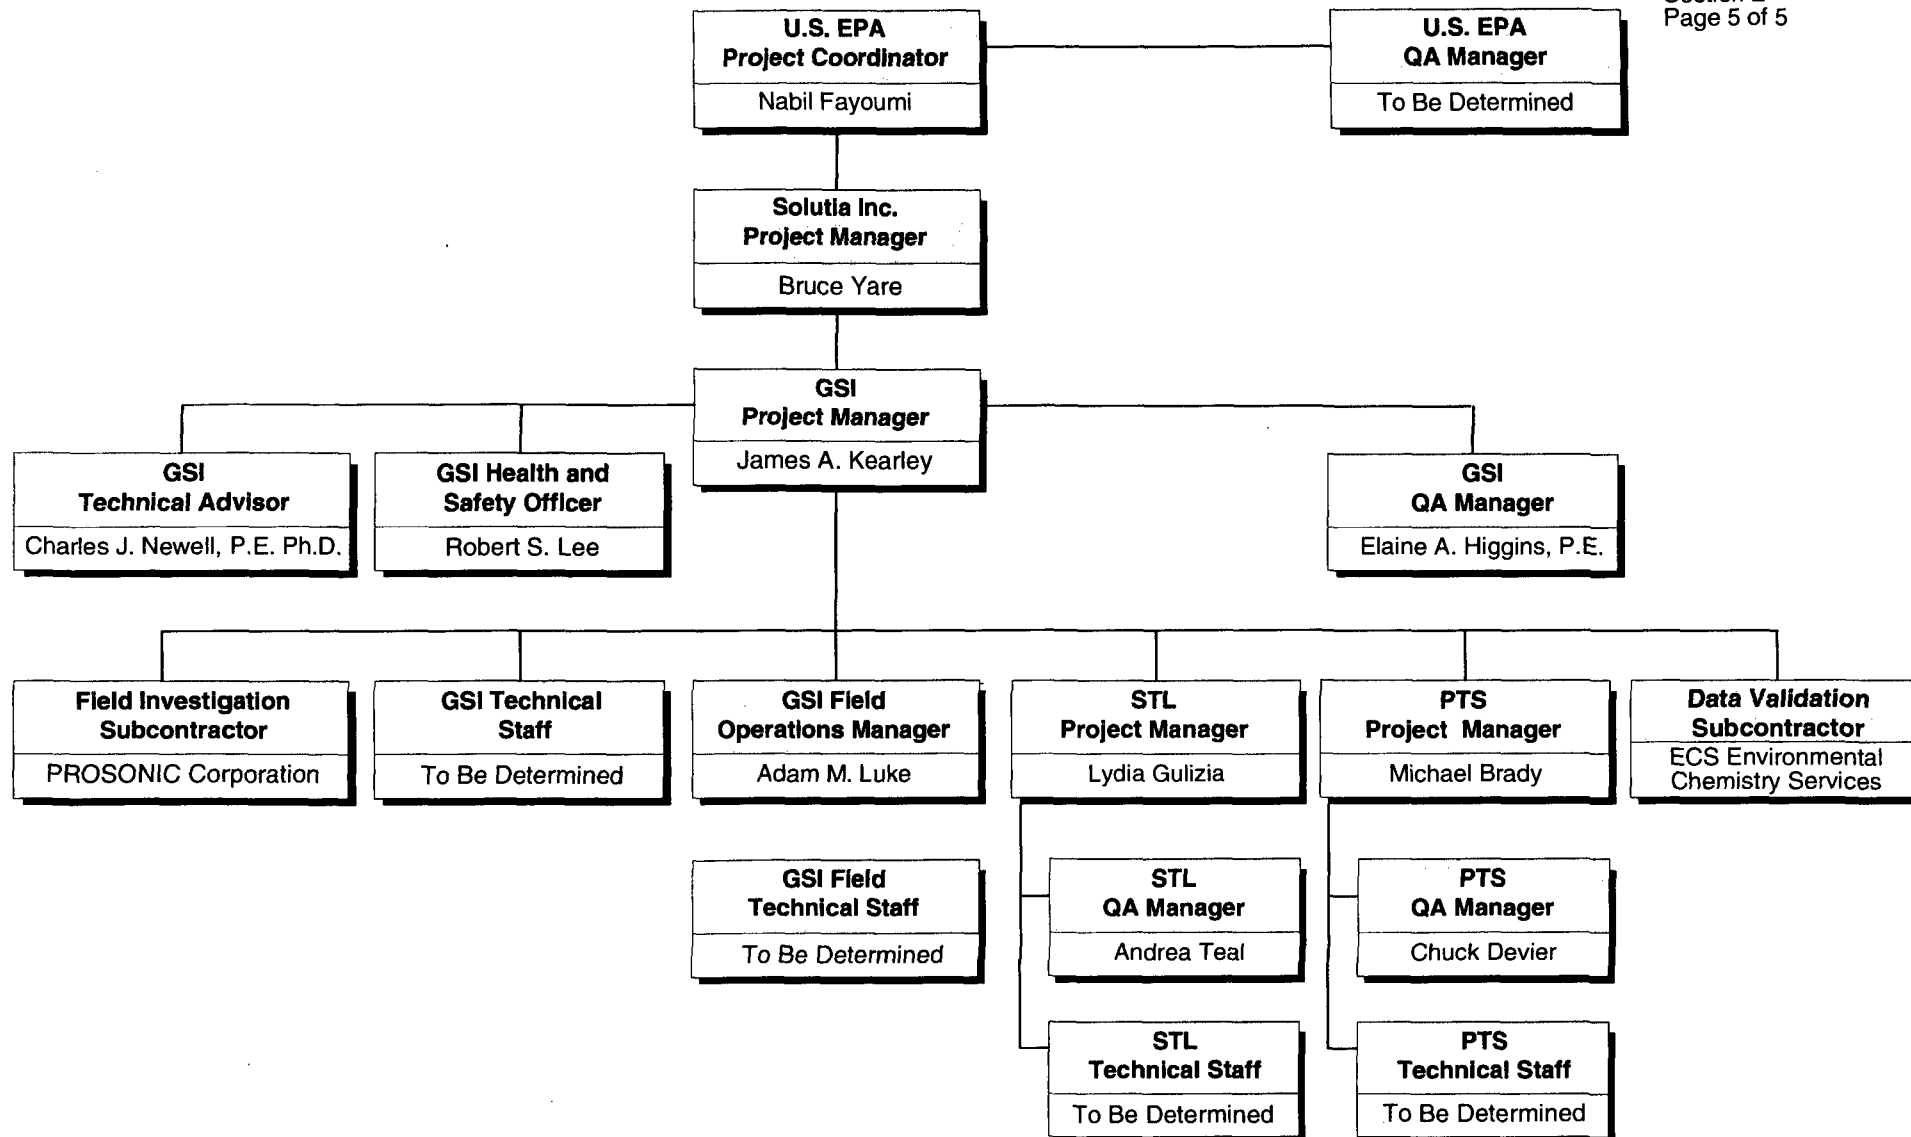 Page 5 of 5
U.S. EPA
Project Coordinator
Nabil Fayoumi
U.S. EPA
QA Manager
To Be Determined
Solutia Inc.
Project Manager
Bruce Yare
GSI
Project Manager
James A. Kearley
GSI
Technical Advisor
Charles J. Newell, P.E. Ph.D.
GSI Health and
Safety Officer
Robert S. Lee
GSI
QA Manager
Elaine A. Higgins, P.E.
Field Investigation
Subcontractor
PROSONIC Corporation
GSI Technical
Staff
To Be Determined
GSI Field
Operations Manager
Adam M. Luke
STL
Project Manager
Lydia Gulizia
PTS
Project Manager
Michael Brady
Data Validation
Subcontractor
ECS Environmental
Chemistry Services
GSI Field
Technical Staff
To Be Determined
STL
QA Manager
Andrea Teal
PTS
QA Manager
Chuck Devier
STL
Technical Staff
To Be Determined
PTS
Technical Staff
To Be Determined